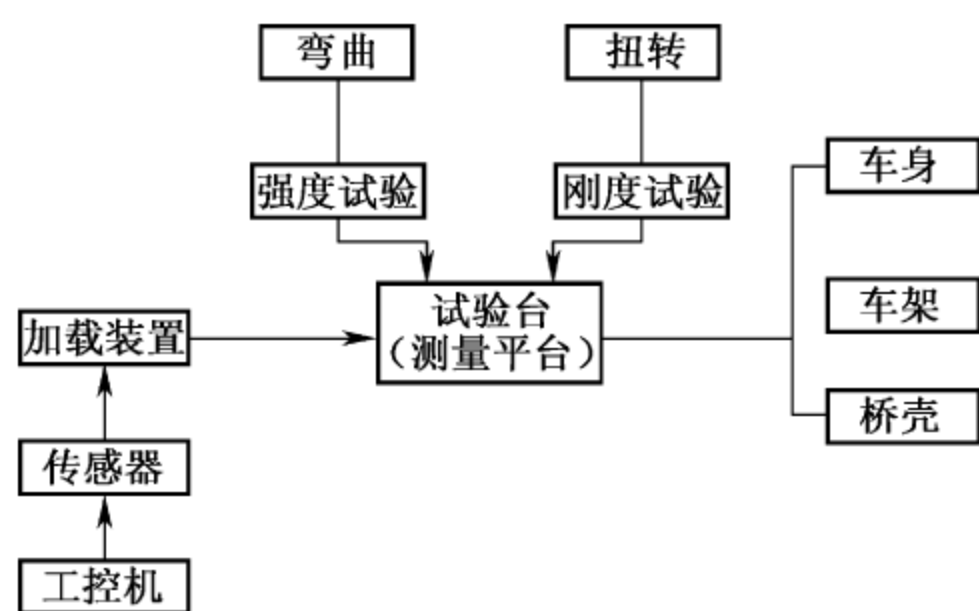 弯曲
扭转
强度试验
刚度试验
车身
试验台
（测量平台）
车架
加载装置
桥壳
传感器
工控机